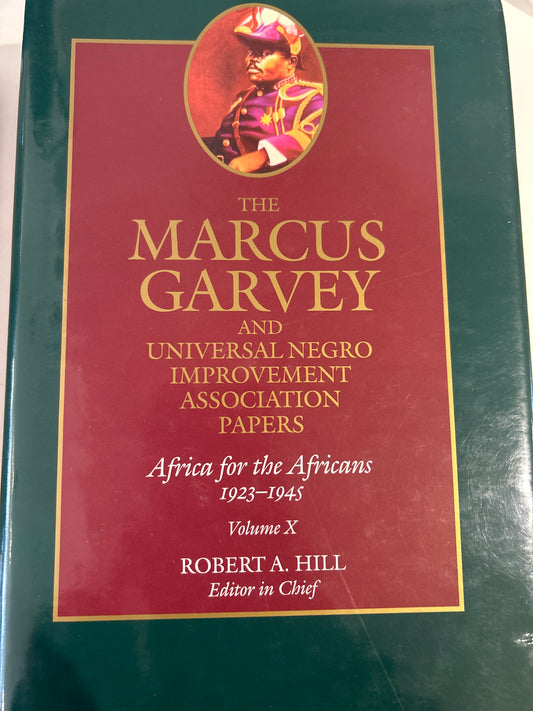 THE
MARCUS
GARVEY
AND
UNIVERSAL NEGRO
IMPROVEMENT
ASSOCIATION
PAPERS
Africa for the Africans
1923–1945
Volume X
ROBERT A. HILL
Editor in Chief